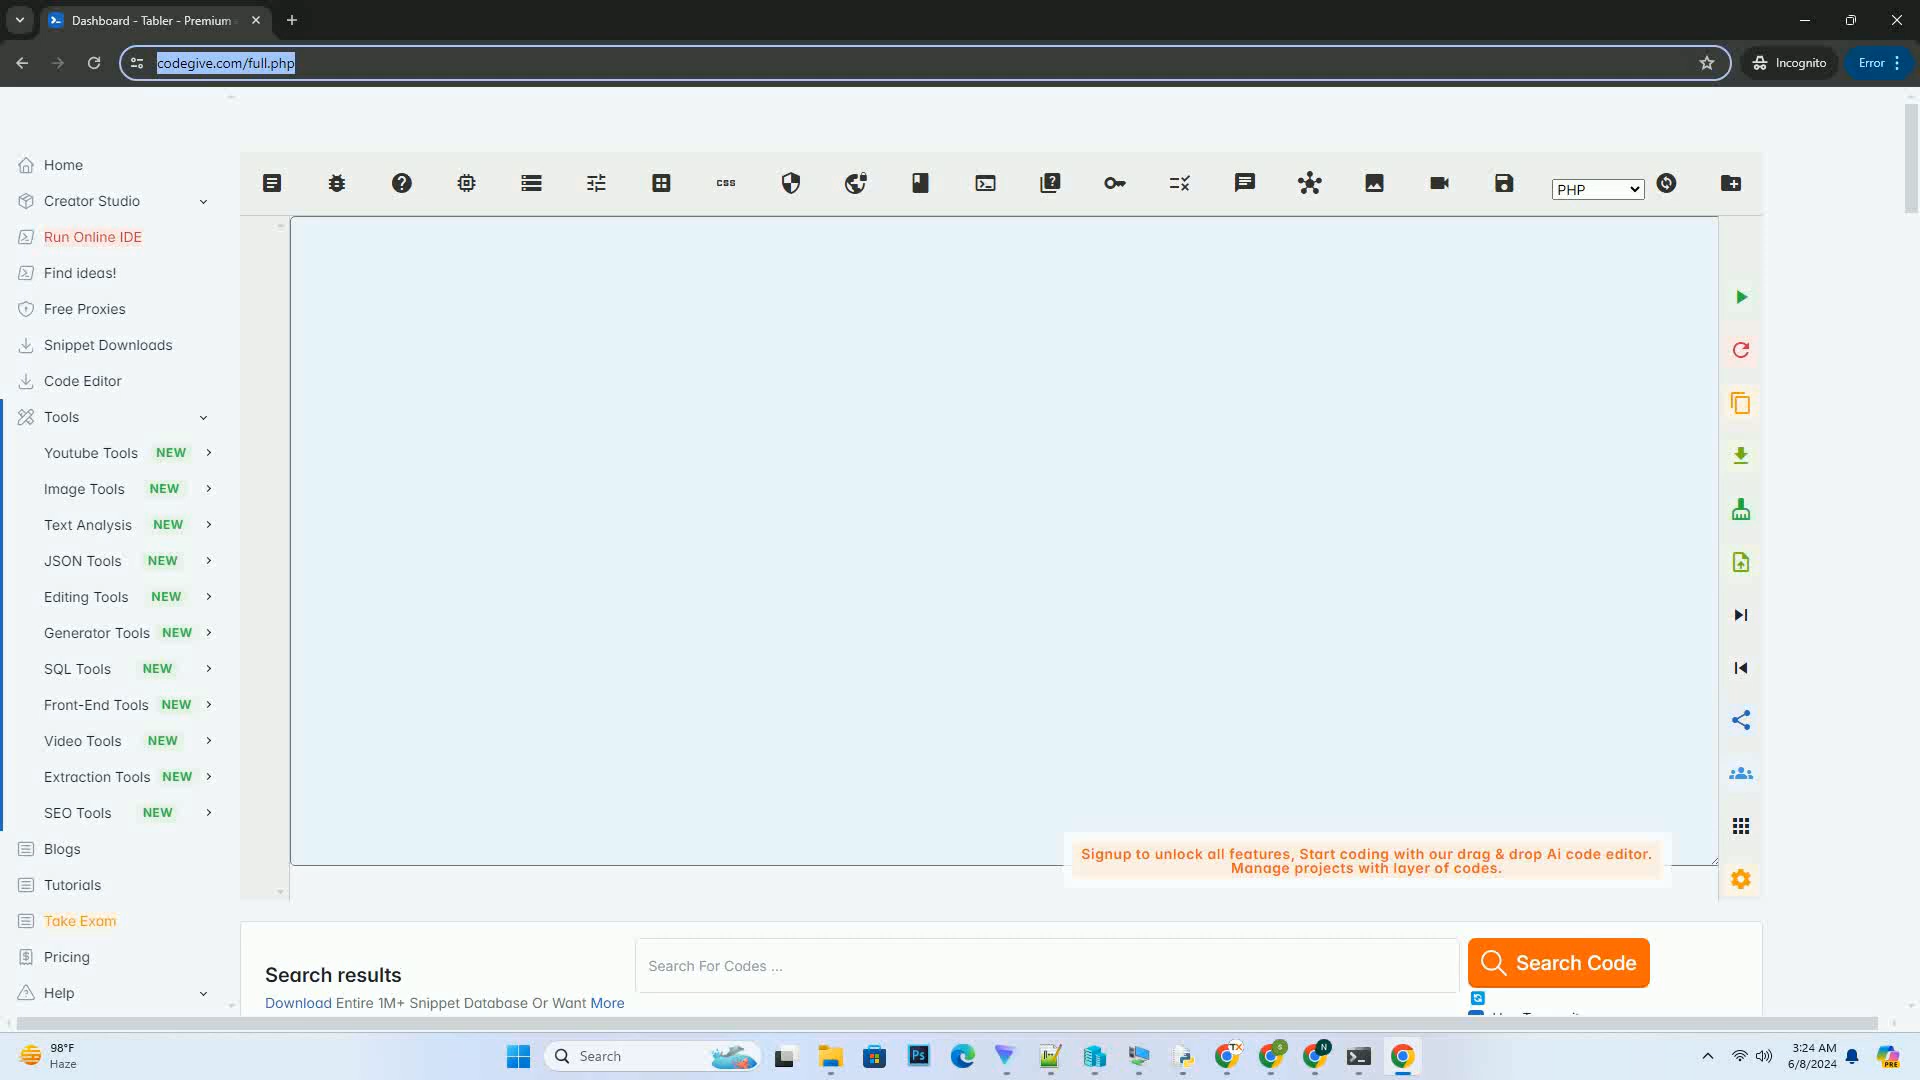 Dashboard - Tabler - Premium
codegive.com/full.php
Incognito
Error
Home
Creator Studio
Run Online IDE
Find ideas!
Free Proxies
Snippet Downloads
Code Editor
Tools
Youtube Tools NEW
Image Tools NEW
Text Analysis NEW
JSON Tools NEW
Editing Tools NEW
Generator Tools NEW
SQL Tools NEW
Front-End Tools NEW
Video Tools NEW
Extraction Tools NEW
SEO Tools NEW
Blogs
Tutorials
Take Exam
Pricing
Help
CSS
PHP
Signup to unlock all features, Start coding with our drag & drop Ai code editor.
Manage projects with layer of codes.
Search results
Download Entire 1M+ Snippet Database Or Want More
Search For Codes ...
Search Code
98°F
Haze
Search
Ps
TX
S
N
3:24 AM
6/8/2024
PRE